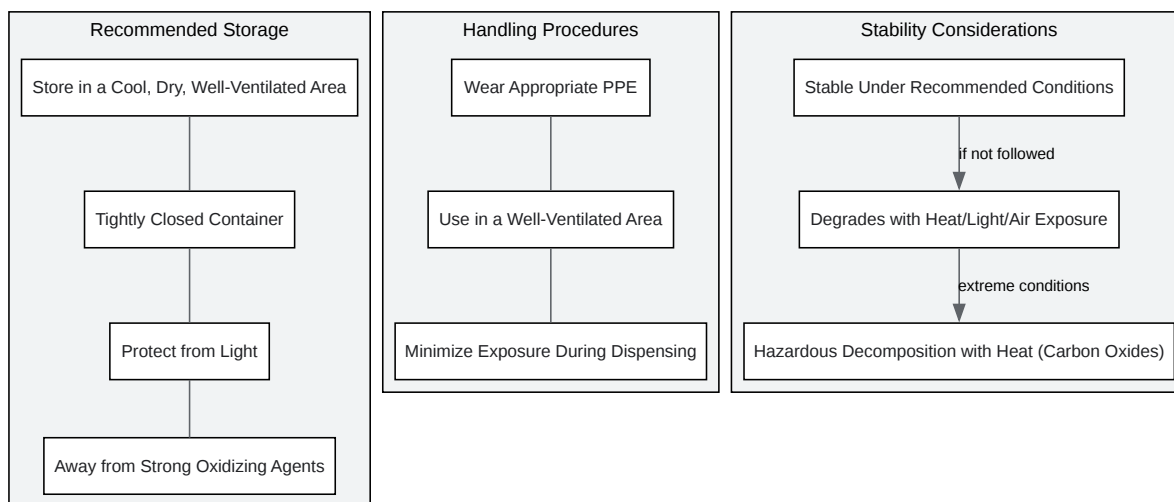 Recommended Storage
Store in a Cool, Dry, Well-Ventilated Area
Tightly Closed Container
Protect from Light
Away from Strong Oxidizing Agents
Handling Procedures
Wear Appropriate PPE
Use in a Well-Ventilated Area
Minimize Exposure During Dispensing
Stability Considerations
Stable Under Recommended Conditions
if not followed
Degrades with Heat/Light/Air Exposure
extreme conditions
Hazardous Decomposition with Heat (Carbon Oxides)